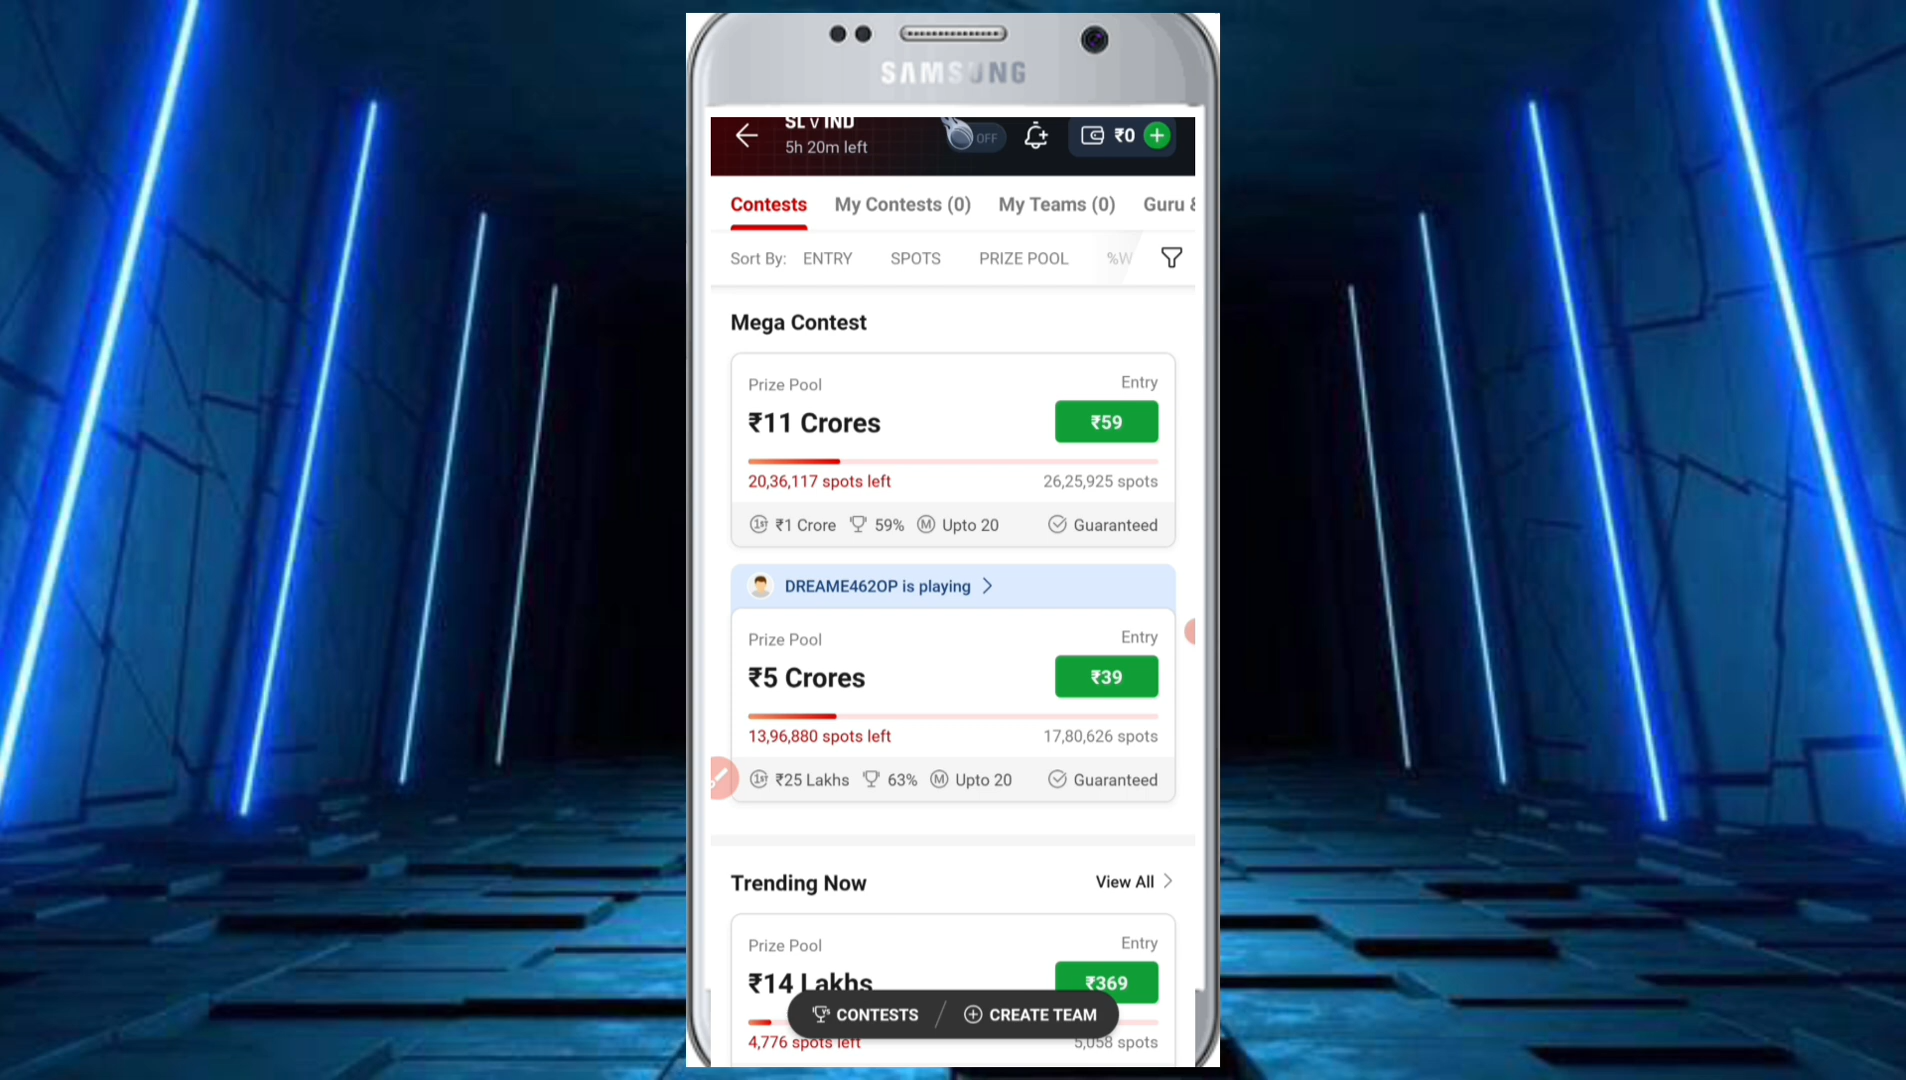 SAMSUNG
SL v IND
5h 20m left
OFF
₹0
Contests
My Contests (0)
My Teams (0)
Guru &
Sort By:
ENTRY
SPOTS
PRIZE POOL
%W
Mega Contest
Prize Pool
Entry
₹11 Crores
₹59
20,36,117 spots left
26,25,925 spots
1ST ₹1 Crore
59%
M Upto 20
Guaranteed
DREAME462OP is playing
Prize Pool
Entry
₹5 Crores
₹39
13,96,880 spots left
17,80,626 spots
1ST ₹25 Lakhs
63%
M Upto 20
Guaranteed
Trending Now
View All
Prize Pool
Entry
₹14 Lakhs
₹369
CONTESTS
CREATE TEAM
4,776 spots left
5,058 spots